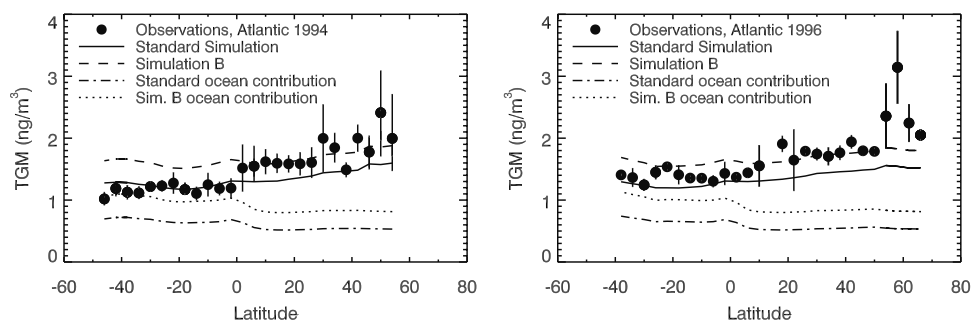 4
3
2
1
0
TGM (ng/m³)
Observations, Atlantic 1994
Standard Simulation
Simulation B
Standard ocean contribution
Sim. B ocean contribution
-60 -40 -20 0 20 40 60 80
Latitude
4
3
2
1
0
TGM (ng/m³)
Observations, Atlantic 1996
Standard Simulation
Simulation B
Standard ocean contribution
Sim. B ocean contribution
-60 -40 -20 0 20 40 60 80
Latitude